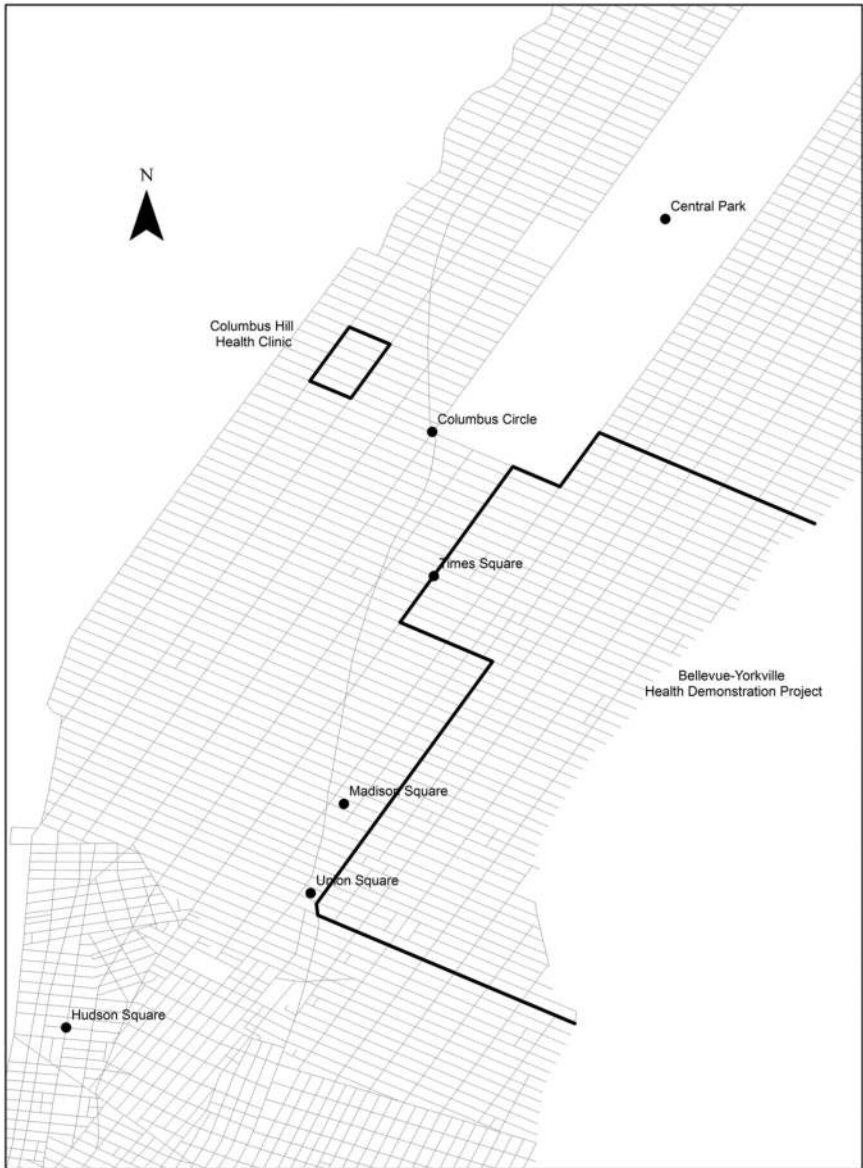 N
Central Park
Columbus Hill
Health Clinic
Columbus Circle
Times Square
Bellevue-Yorkville
Health Demonstration Project
Madison Square
Union Square
Hudson Square